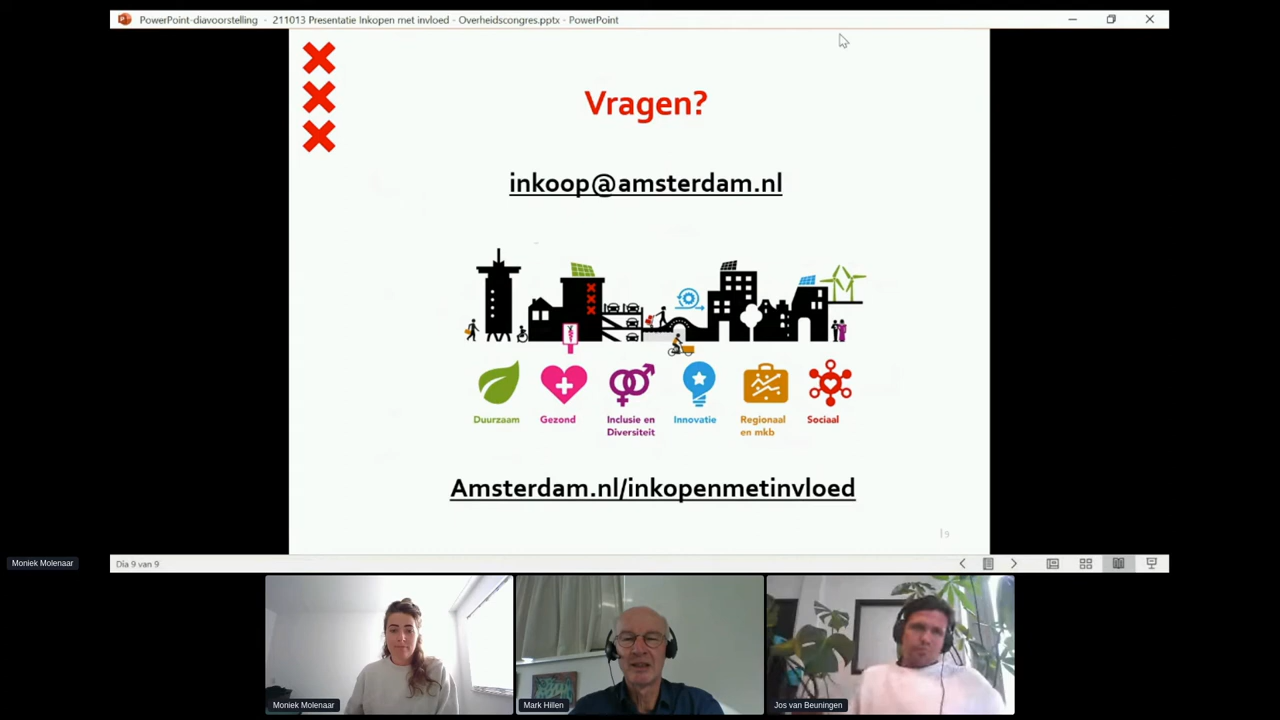 PowerPoint-diavoorstelling - 211013 Presentatie Inkopen met invloed - Overheidscongres.pptx - PowerPoint
Vragen?
inkoop@amsterdam.nl
Duurzaam
Gezond
Inclusie en
Diversiteit
Innovatie
Regionaal
en mkb
Sociaal
Amsterdam.nl/inkopenmetinvloed
9
Moniek Molenaar
Dia 9 van 9
Moniek Molenaar
Mark Hillen
Jos van Beuningen